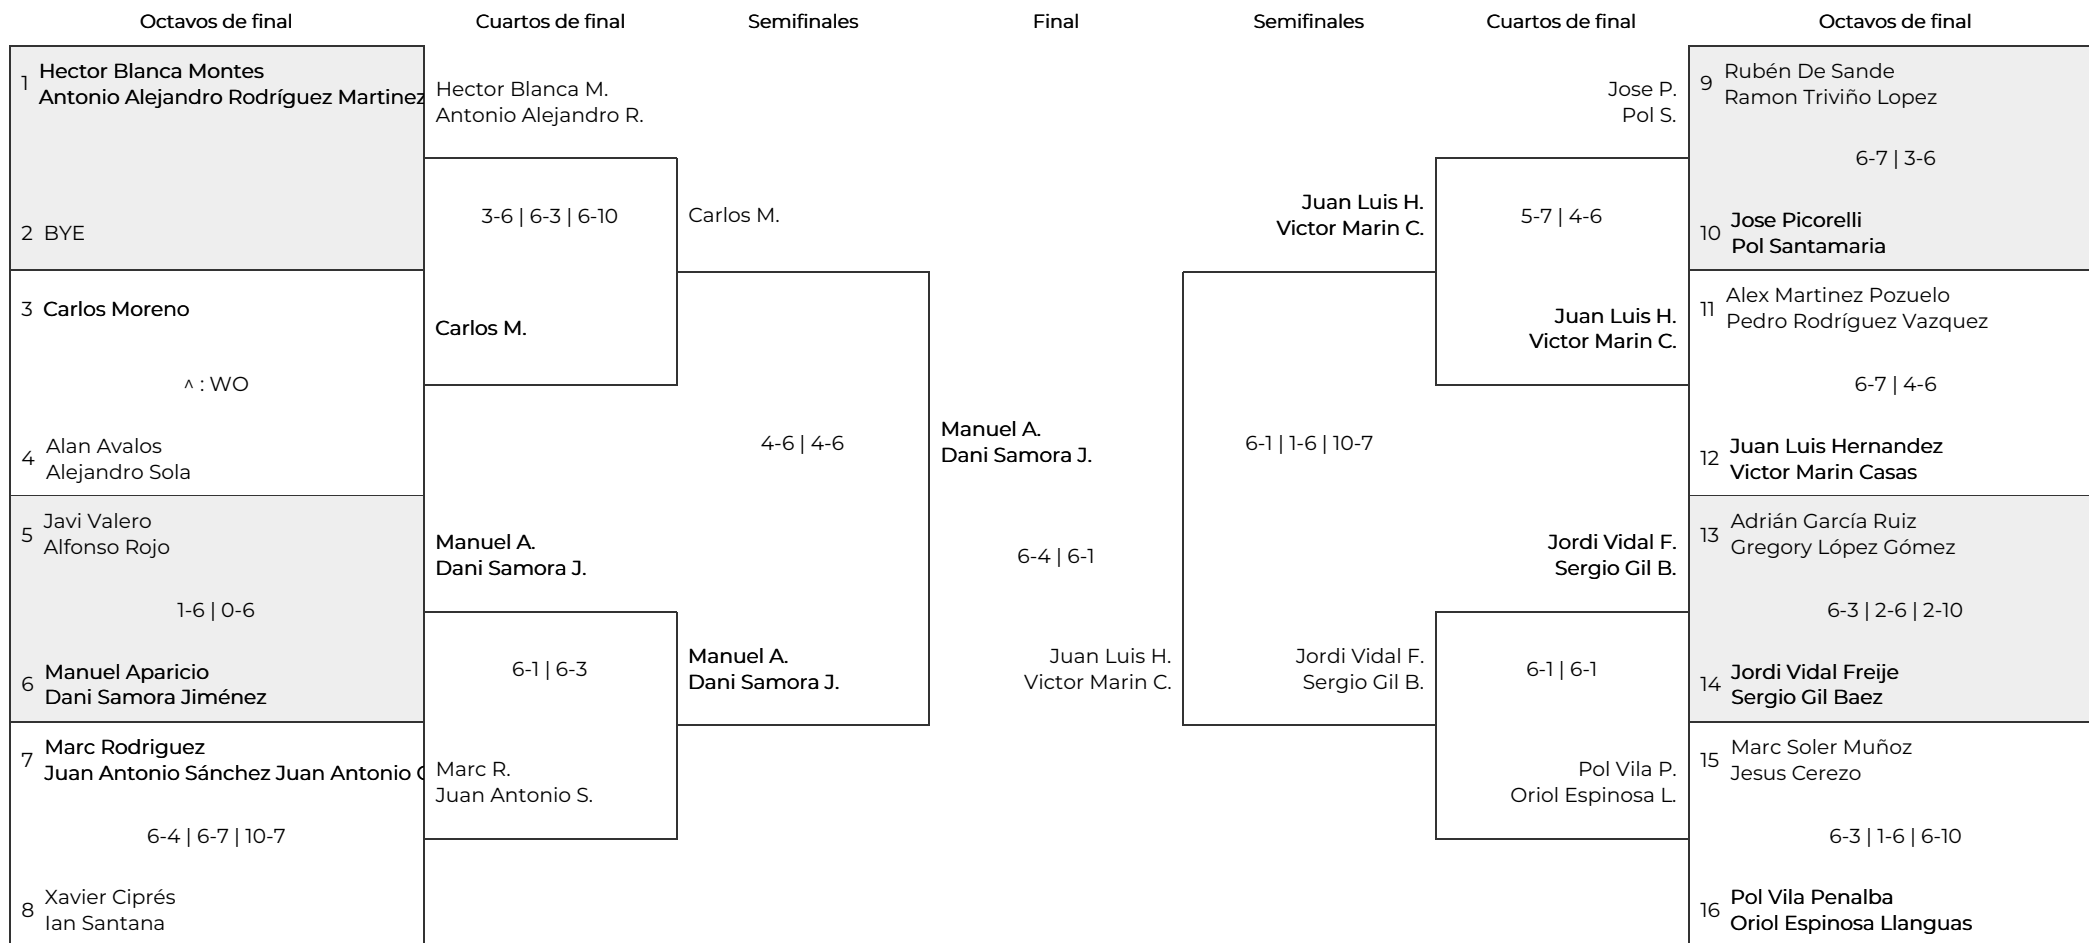 Octavos de final
Cuartos de final
Semifinales
Final
Semifinales
Cuartos de final
Octavos de final
1
Hector Blanca Montes
Antonio Alejandro Rodríguez Martinez
2 BYE
3 Carlos Moreno
^ : WO
4
Alan Avalos
Alejandro Sola
5
Javi Valero
Alfonso Rojo
1-6 | 0-6
6
Manuel Aparicio
Dani Samora Jiménez
7
Marc Rodriguez
Juan Antonio Sánchez Juan Antonio
6-4 | 6-7 | 10-7
8
Xavier Ciprés
Ian Santana
Hector Blanca M.
Antonio Alejandro R.
3-6 | 6-3 | 6-10
Carlos M.
Manuel A.
Dani Samora J.
6-1 | 6-3
Marc R.
Juan Antonio S.
Carlos M.
4-6 | 4-6
Manuel A.
Dani Samora J.
Manuel A.
Dani Samora J.
6-4 | 6-1
Juan Luis H.
Victor Marin C.
Juan Luis H.
Victor Marin C.
6-1 | 1-6 | 10-7
Jordi Vidal F.
Sergio Gil B.
Jose P.
Pol S.
5-7 | 4-6
Juan Luis H.
Victor Marin C.
Jordi Vidal F.
Sergio Gil B.
6-1 | 6-1
Pol Vila P.
Oriol Espinosa L.
9
Rubén De Sande
Ramon Triviño Lopez
6-7 | 3-6
10
Jose Picorelli
Pol Santamaria
11
Alex Martinez Pozuelo
Pedro Rodríguez Vazquez
6-7 | 4-6
12
Juan Luis Hernandez
Victor Marin Casas
13
Adrián García Ruiz
Gregory López Gómez
6-3 | 2-6 | 2-10
14
Jordi Vidal Freije
Sergio Gil Baez
15
Marc Soler Muñoz
Jesus Cerezo
6-3 | 1-6 | 6-10
16
Pol Vila Penalba
Oriol Espinosa Llanguas